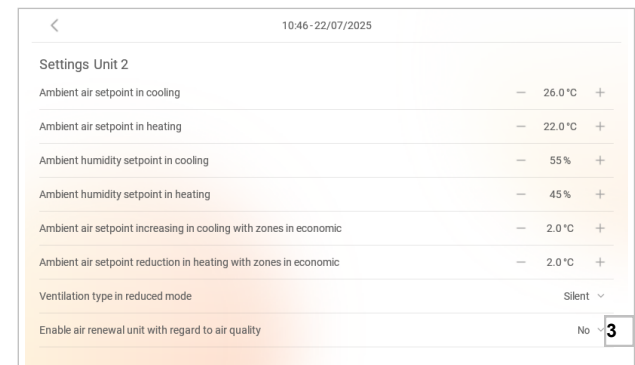 10:46-22/07/2025
Settings Unit 2
Ambient air setpoint in cooling — 26.0°C +
Ambient air setpoint in heating — 22.0°C +
Ambient humidity setpoint in cooling — 55% +
Ambient humidity setpoint in heating — 45% +
Ambient air setpoint increasing in cooling with zones in economic — 2.0°C +
Ambient air setpoint reduction in heating with zones in economic — 2.0°C +
Ventilation type in reduced mode Silent
Enable air renewal unit with regard to air quality No 3